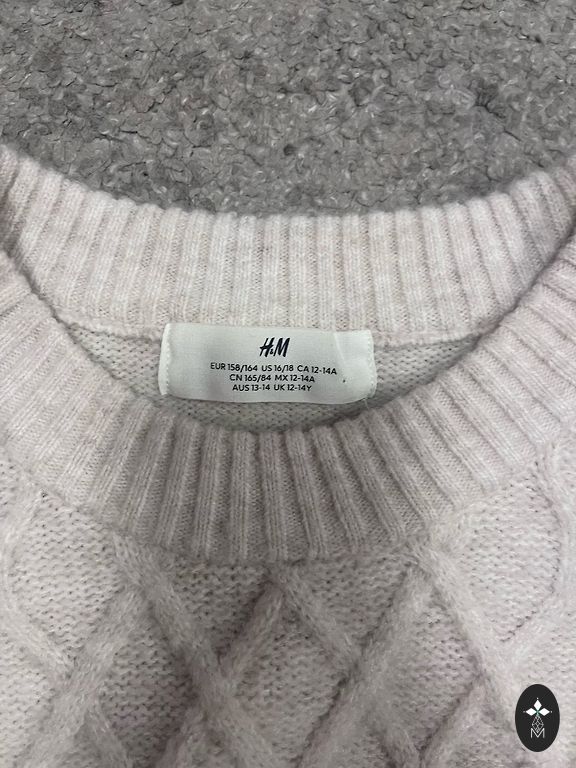 H&M
EUR 158/164 US 16/18 CA 12-14A
CN 165/84 MX 12-14A
AUS 13-14 UK 12-14Y
M